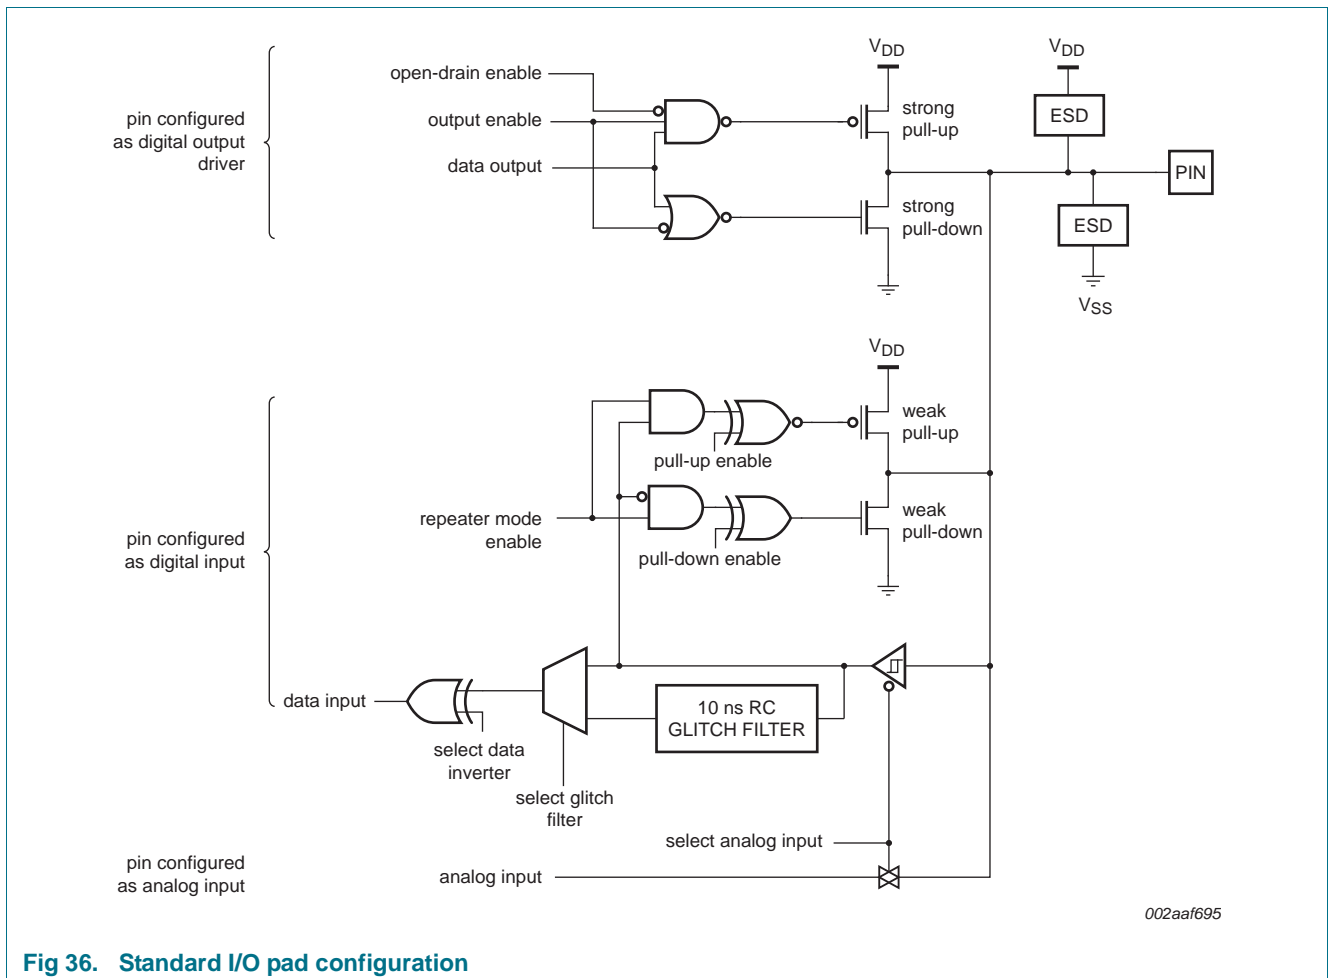 VDD
VDD
open-drain enable
output enable
data output
pin configured
as digital output
driver
strong
pull-up
ESD
PIN
strong
pull-down
ESD
VSS
VDD
weak
pull-up
pull-up enable
repeater mode
enable
pull-down enable
weak
pull-down
pin configured
as digital input
data input
10 ns RC
GLITCH FILTER
select data
inverter
select glitch
filter
select analog input
pin configured
as analog input
analog input
002aaf695
Fig 36. Standard I/O pad configuration